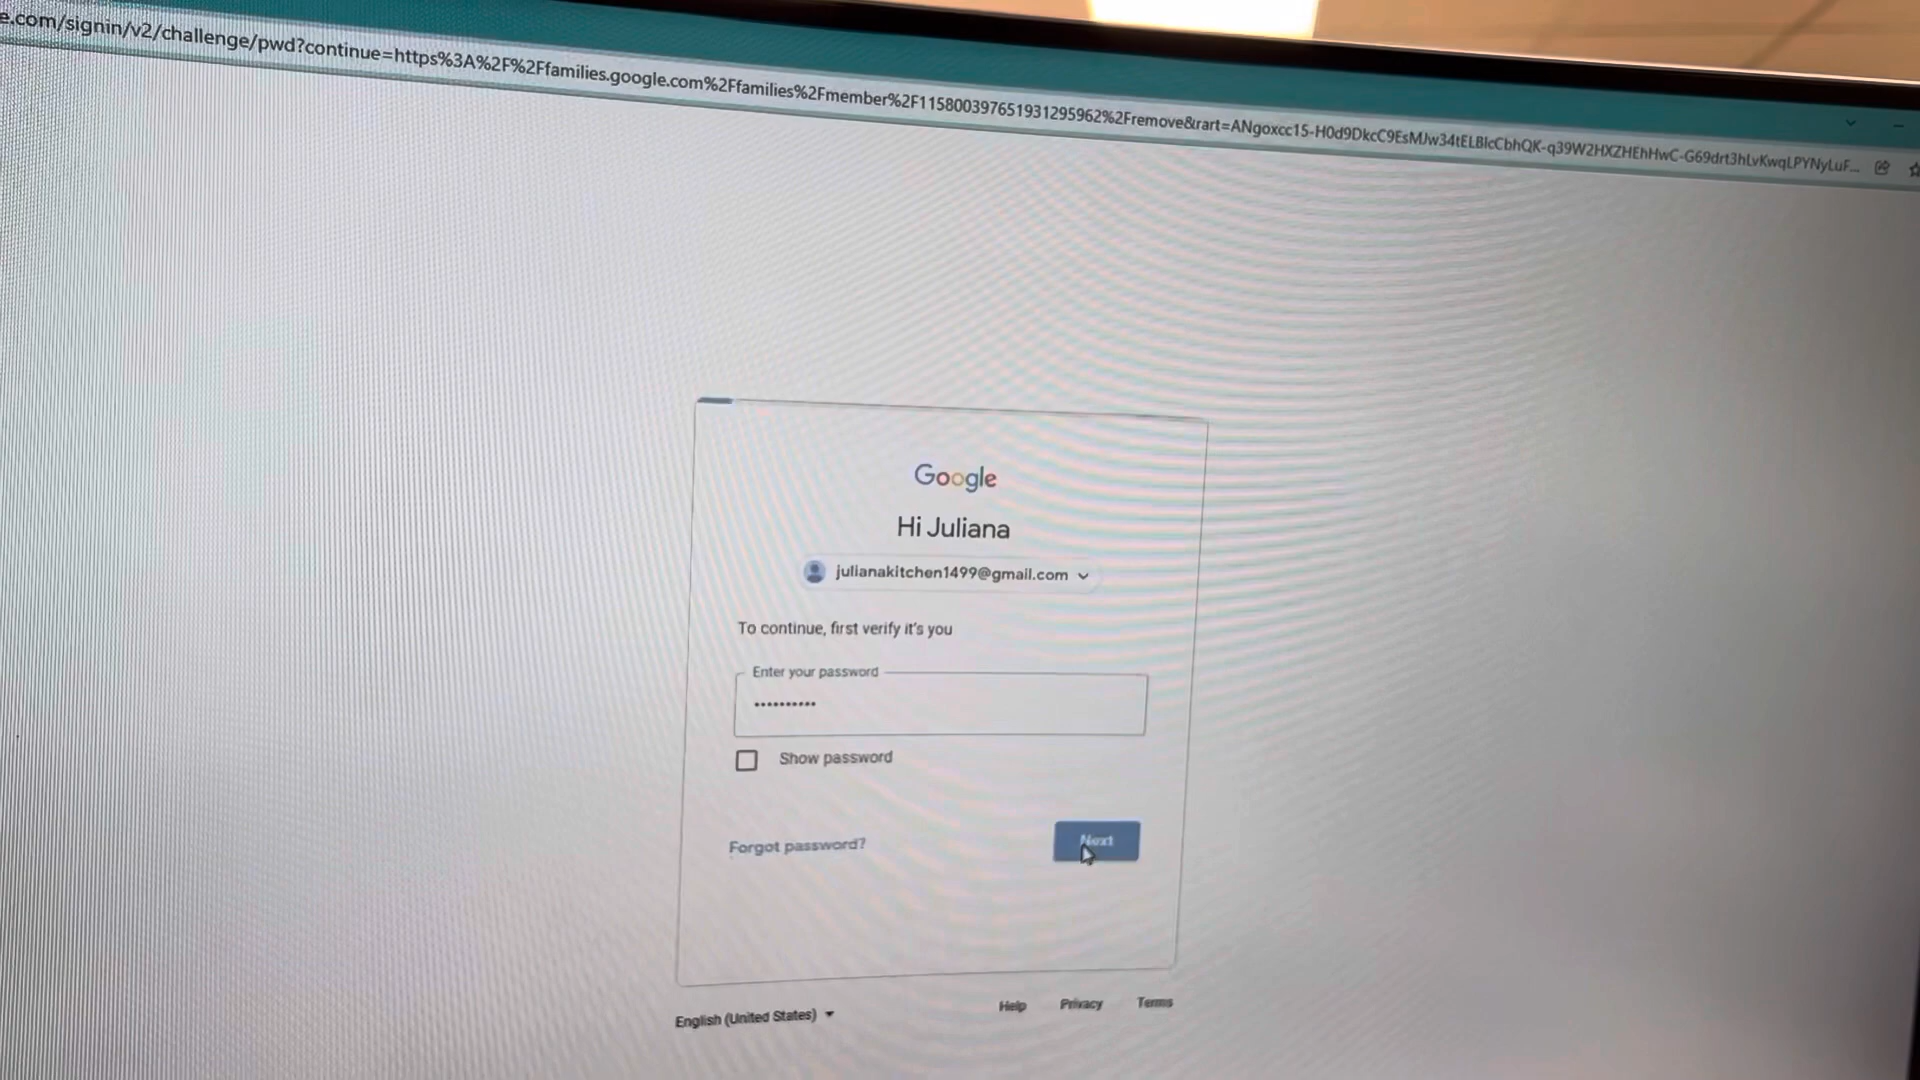 e.com/signin/v2/challenge/pwd?continue=https%3A%2F%2Ffamilies.google.com%2Ffamilies%2Fmember%2F115800397651931295962%2Fremove&rart=ANgoxcc15-H0d9DkcC9EsMJw34tELBlcCbhQK-q39W2HXZHEhHwC-G69drt3hLvKwqLPYNyLuF...
Google
Hi Juliana
julianakitchen1499@gmail.com
To continue, first verify it's you
Enter your password
••••••••••
Show password
Forgot password?
Next
English (United States)
Help Privacy Terms